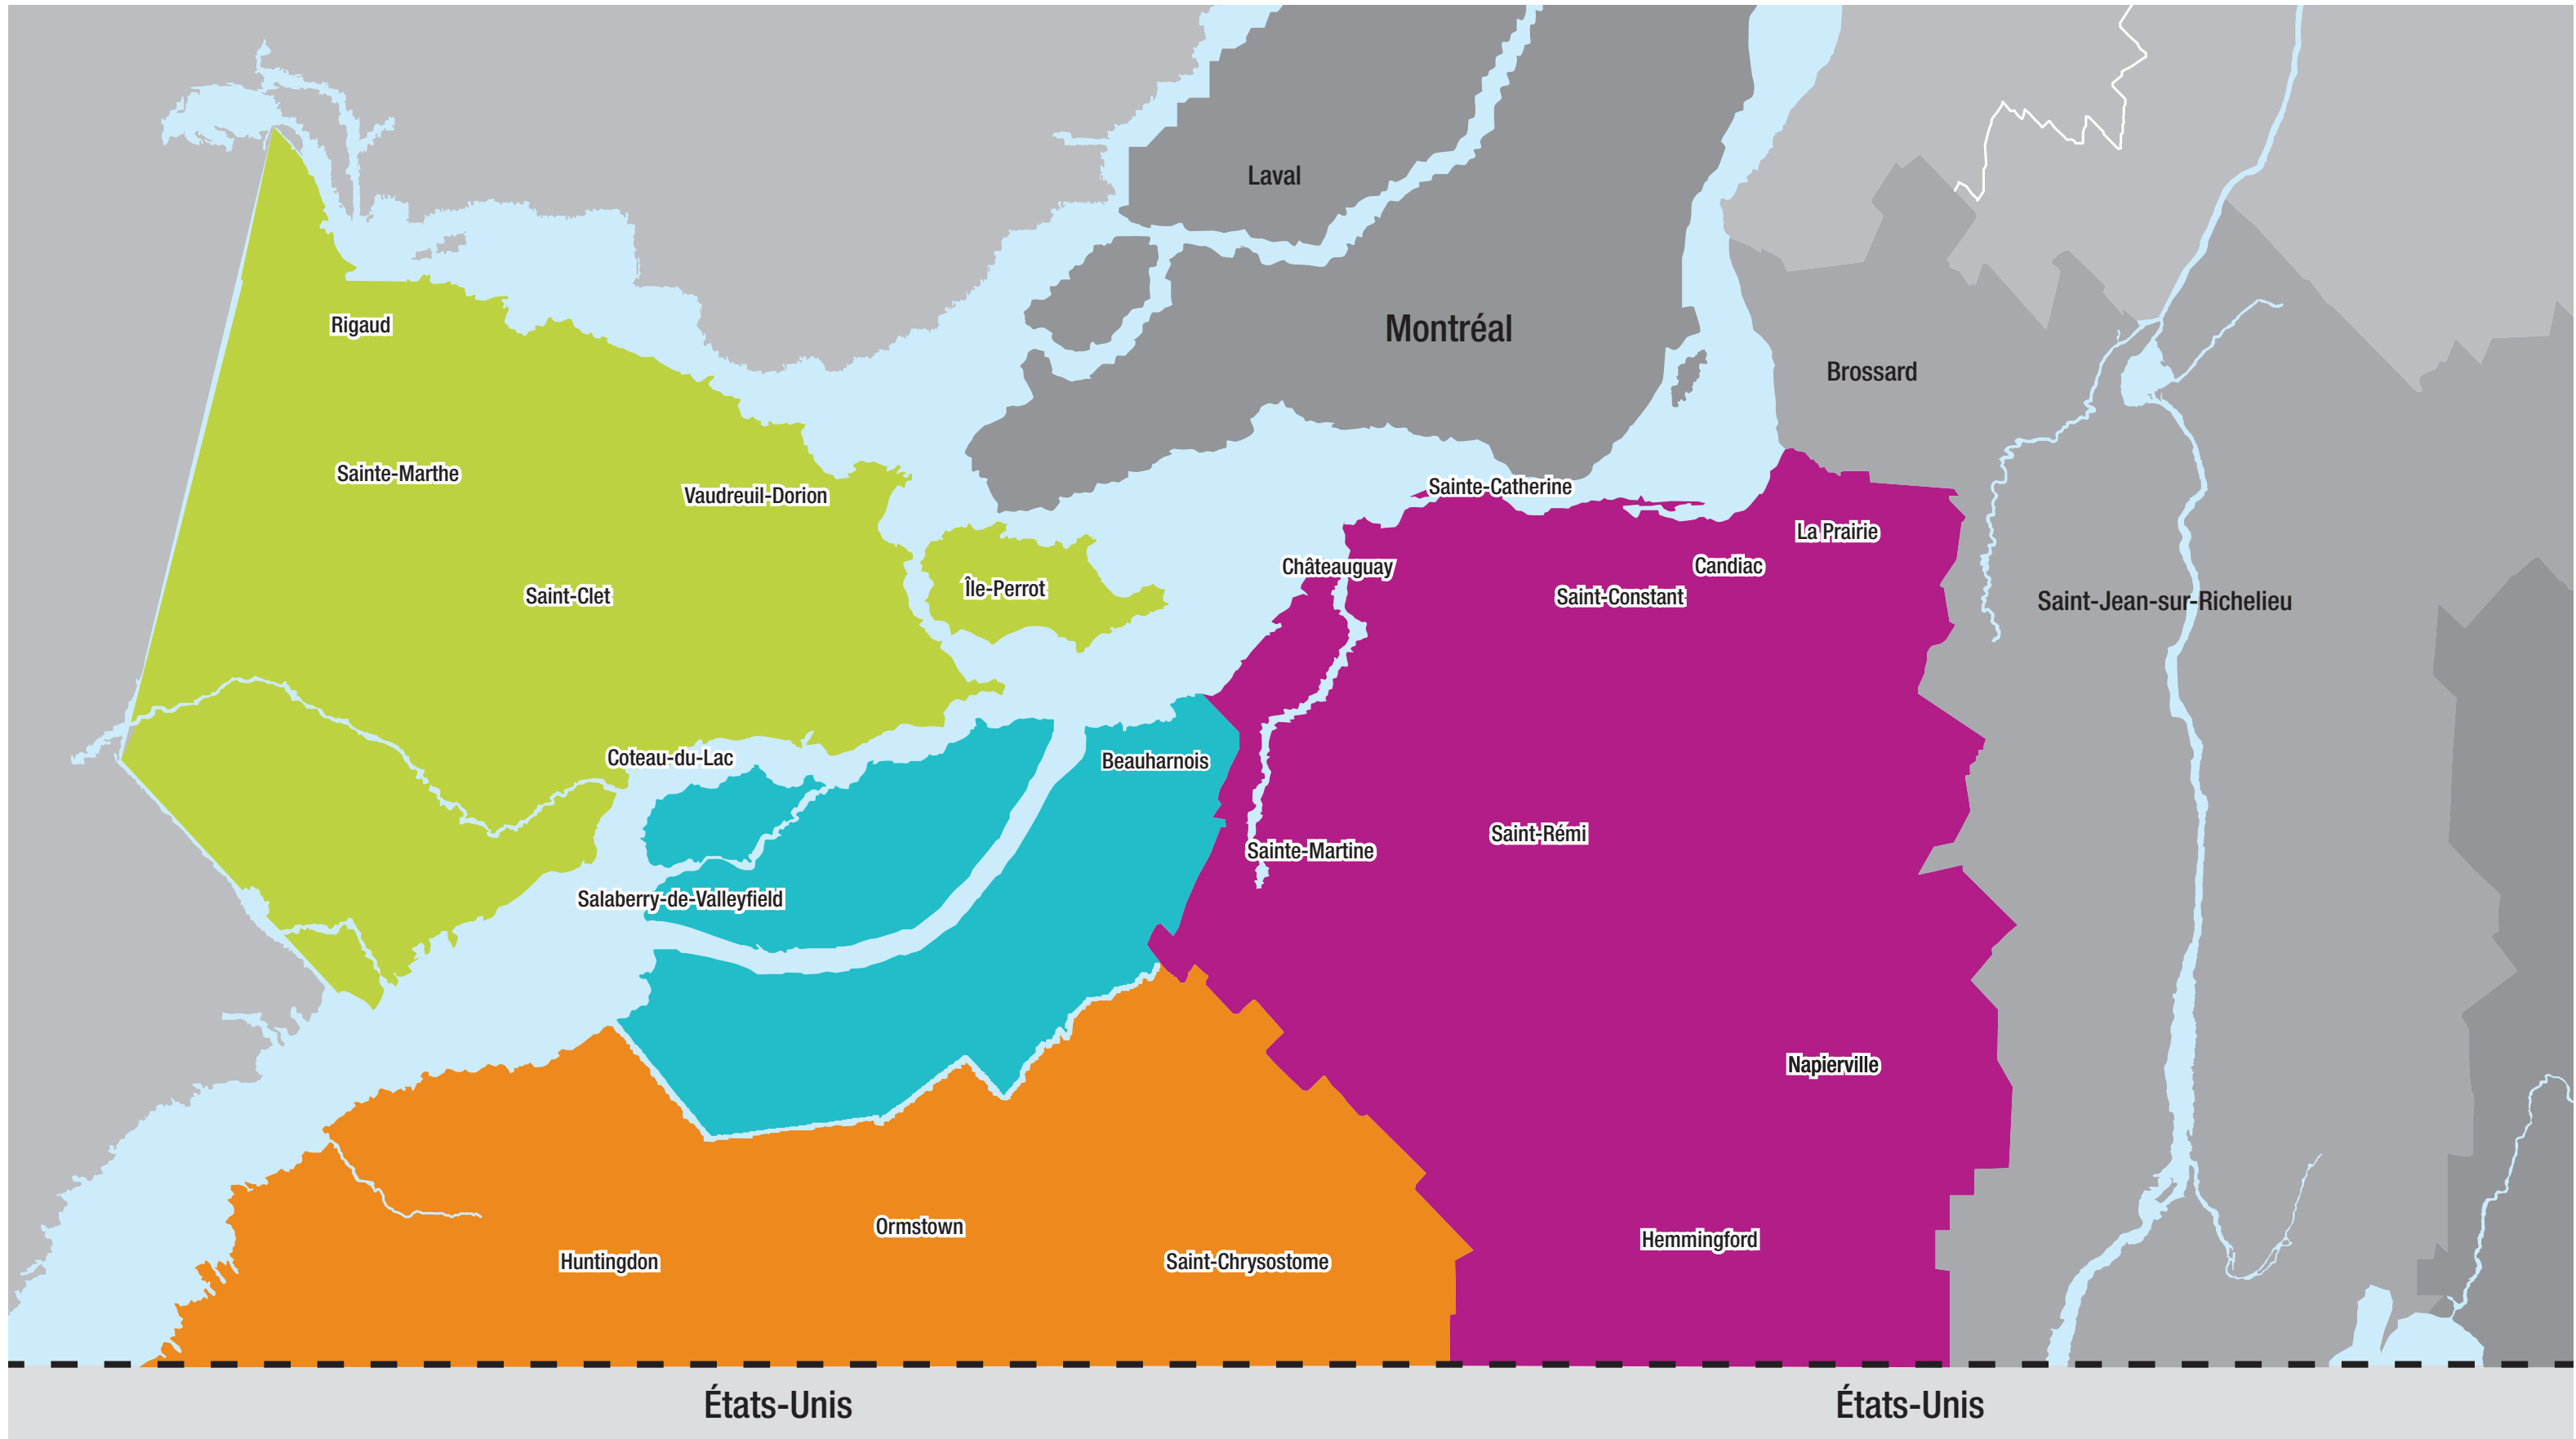 Laval
Montréal
Rigaud
Brossard
Sainte-Marthe
Vaudreuil-Dorion
Sainte-Catherine
La Prairie
Châteauguay
Candiac
Île-Perrot
Saint-Clet
Saint-Constant
Saint-Jean-sur-Richelieu
Coteau-du-Lac
Beauharnois
Saint-Rémi
Sainte-Martine
Salaberry-de-Valleyfield
Napierville
Ormstown
Hemmingford
Huntingdon
Saint-Chrysostome
États-Unis
États-Unis